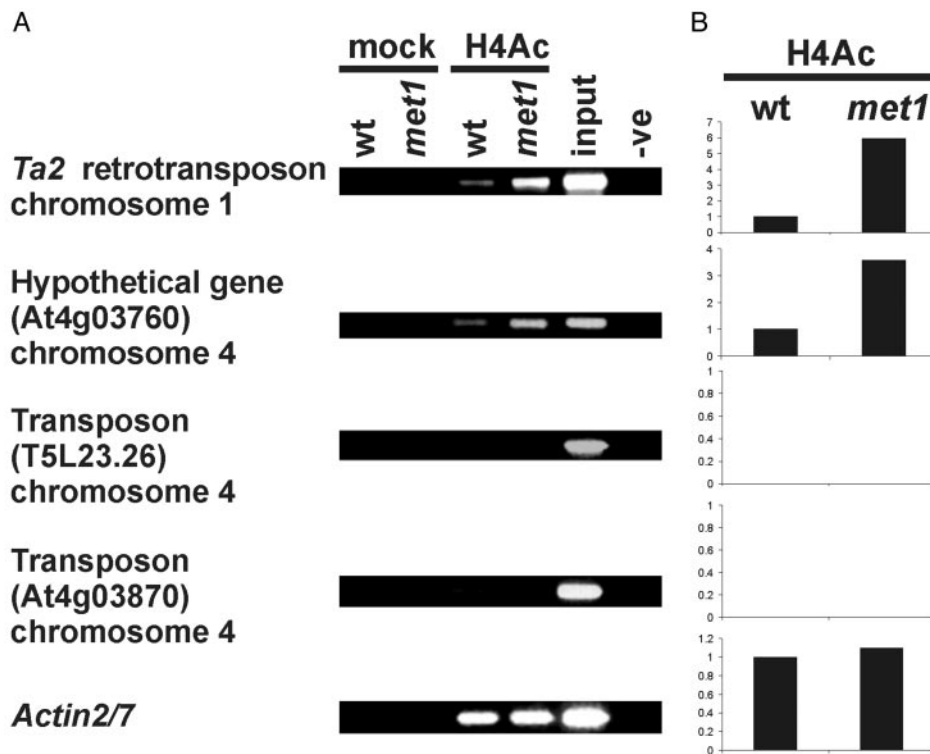 A
B
mock
H4Ac
H4Ac
wt
met1
wt
met1
input
-ve
wt
met1
Ta2 retrotransposon
chromosome 1
7
6
5
4
3
2
1
0
Hypothetical gene
(At4g03760)
chromosome 4
4
3
2
1
0
Transposon
(T5L23.26)
chromosome 4
1
0.8
0.6
0.4
0.2
0
Transposon
(At4g03870)
chromosome 4
1
0.8
0.6
0.4
0.2
0
Actin2/7
1.2
1
0.8
0.6
0.4
0.2
0